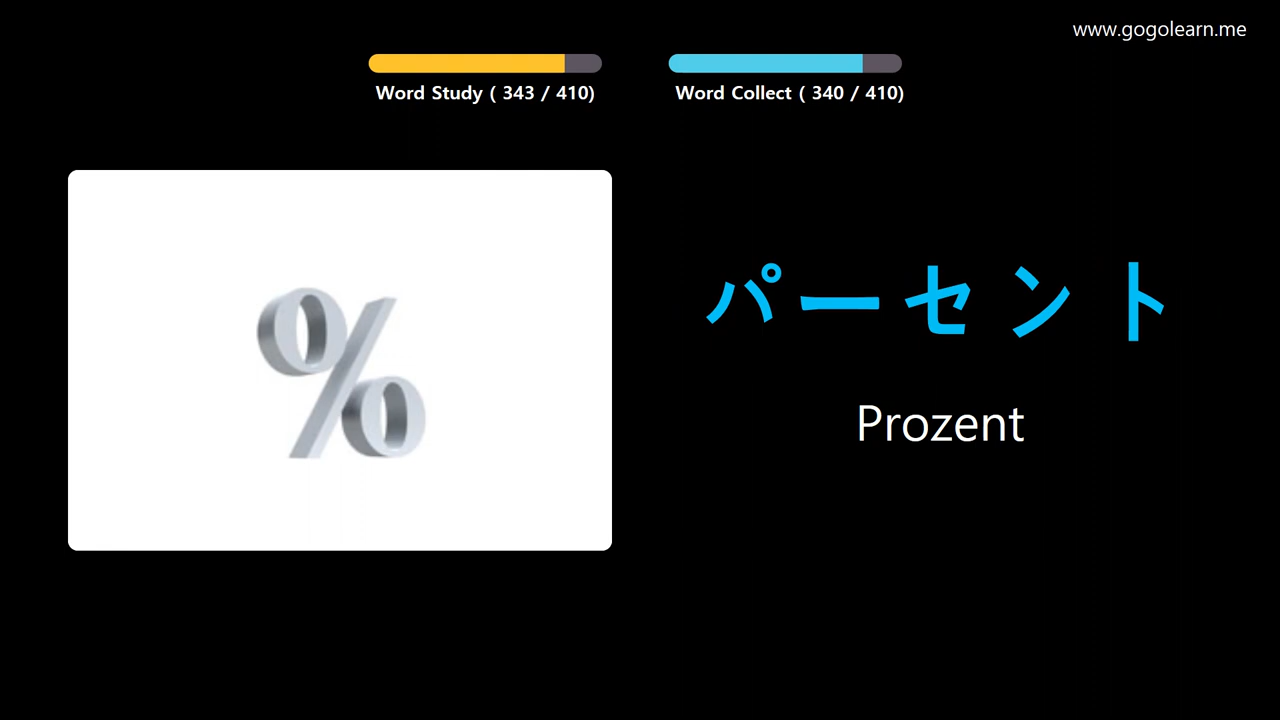 www.gogolearn.me
Word Study ( 343 / 410)
Word Collect ( 340 / 410)
%
パーセント
Prozent